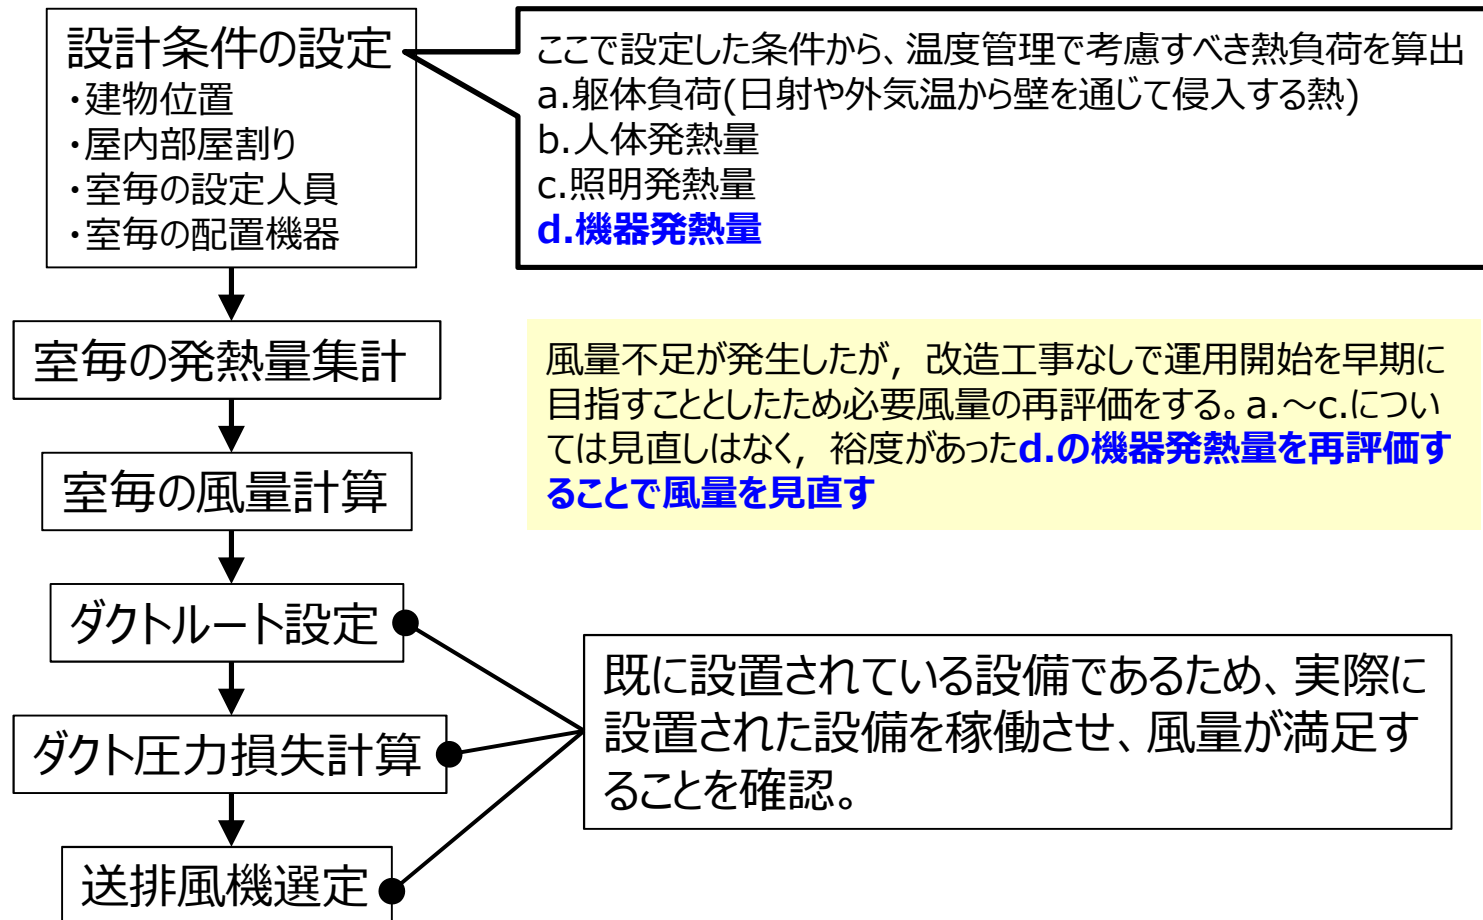 設計条件の設定
・建物位置
・屋内部屋割り
・室毎の設定人員
・室毎の配置機器
ここで設定した条件から、温度管理で考慮すべき熱負荷を算出
a.躯体負荷(日射や外気温から壁を通じて侵入する熱)
b.人体発熱量
c.照明発熱量
d.機器発熱量
室毎の発熱量集計
風量不足が発生したが，改造工事なしで運用開始を早期に
目指すこととしたため必要風量の再評価をする。a.～c.につい
ては見直しはなく，裕度があったd.の機器発熱量を再評価す
ることで風量を見直す
室毎の風量計算
ダクトルート設定
既に設置されている設備であるため、実際に
設置された設備を稼働させ、風量が満足す
ることを確認。
ダクト圧力損失計算
送排風機選定